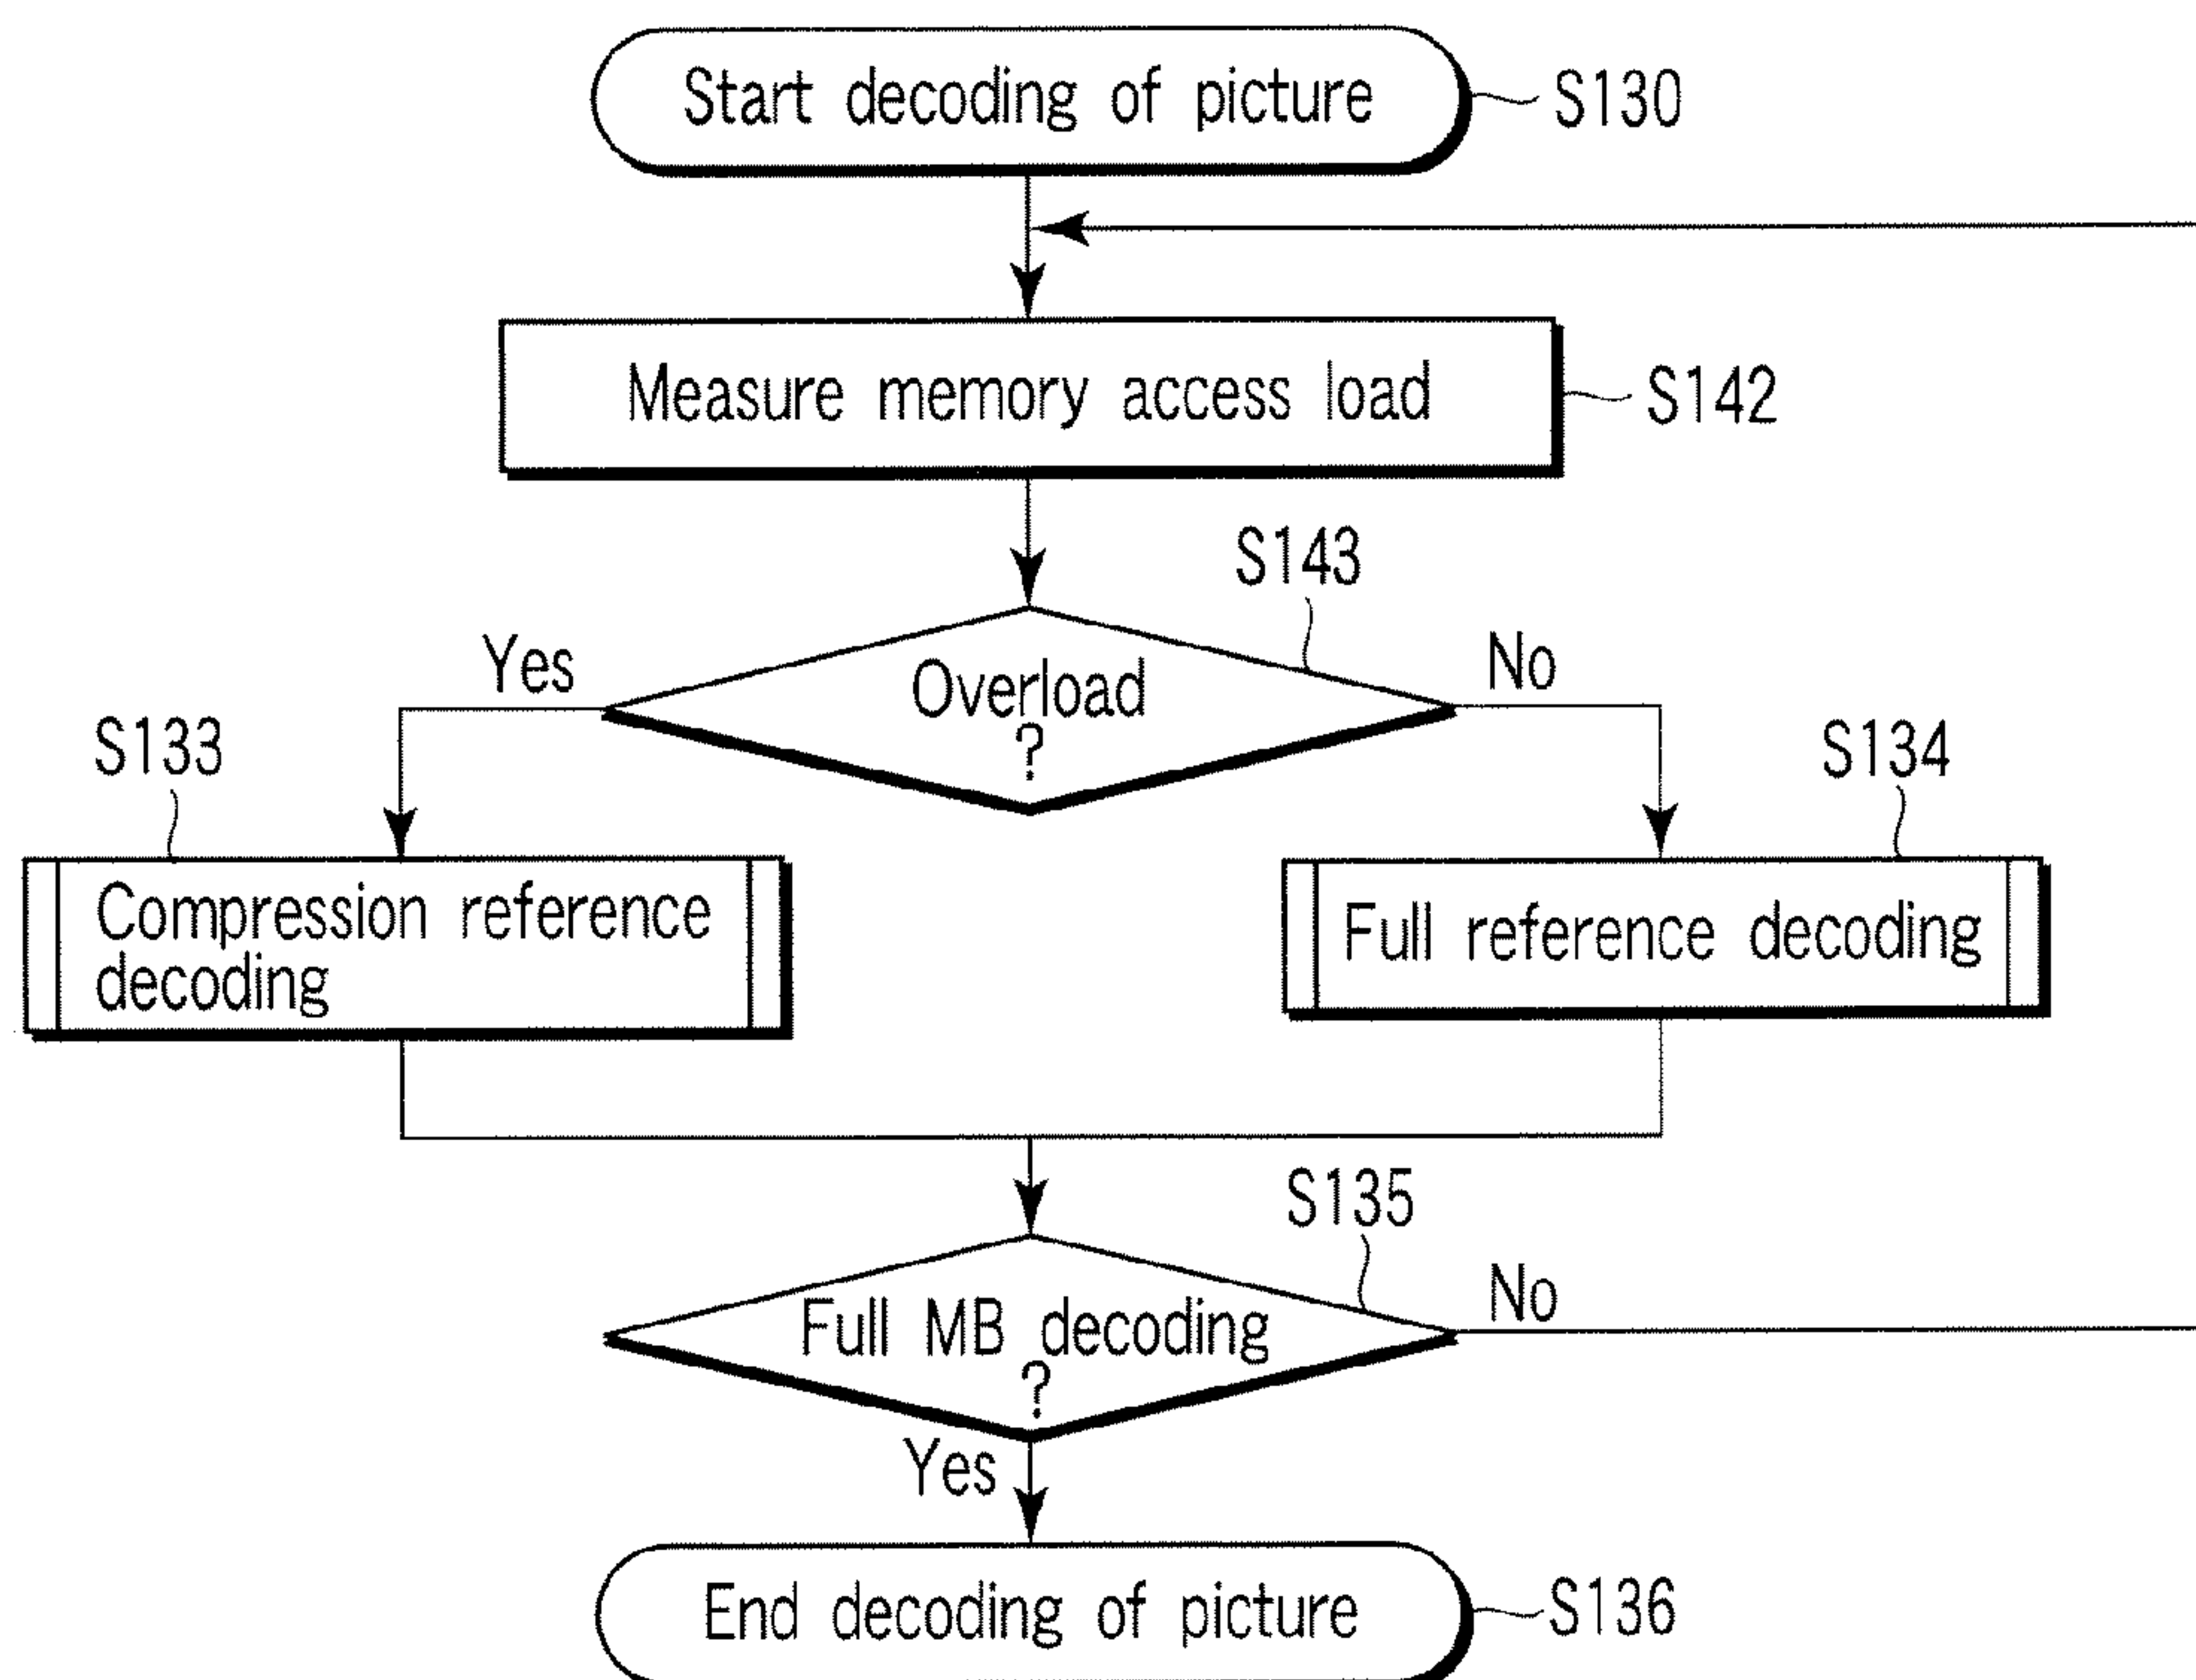 Start decoding of picture
S130
Measure memory access load
S142
S143
Yes
Overload
?
No
S133
S134
Compression reference
decoding
Full reference decoding
S135
Full MB decoding
?
No
Yes
End decoding of picture
S136